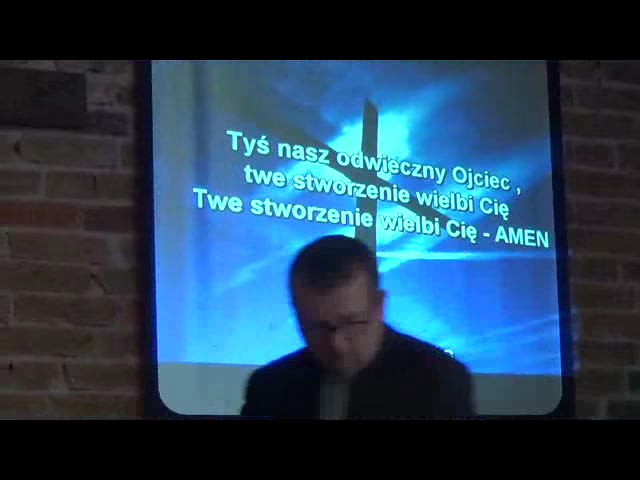 Tyś nasz odwieczny Ojciec ,
twe stworzenie wielbi Cię
Twe stworzenie wielbi Cię - AMEN